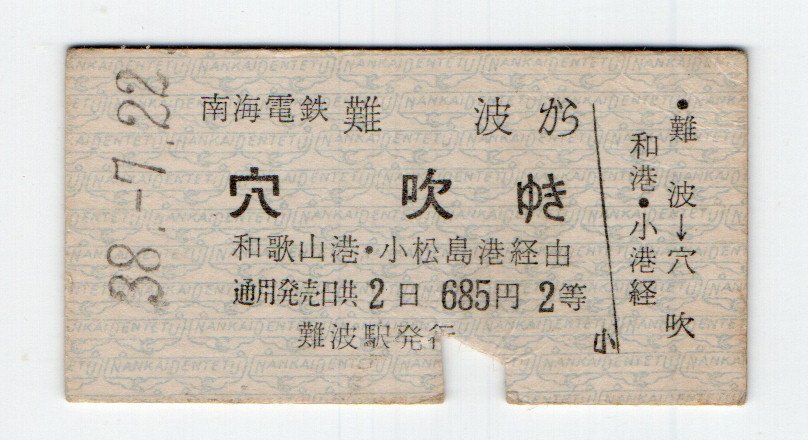 38.-7.22
南海電鉄 難波から
穴吹ゆき
和歌山港・小松島港経由
通用発売日共2日 685円 2等
難波駅発行
小
・難波→穴吹
和港・小港経